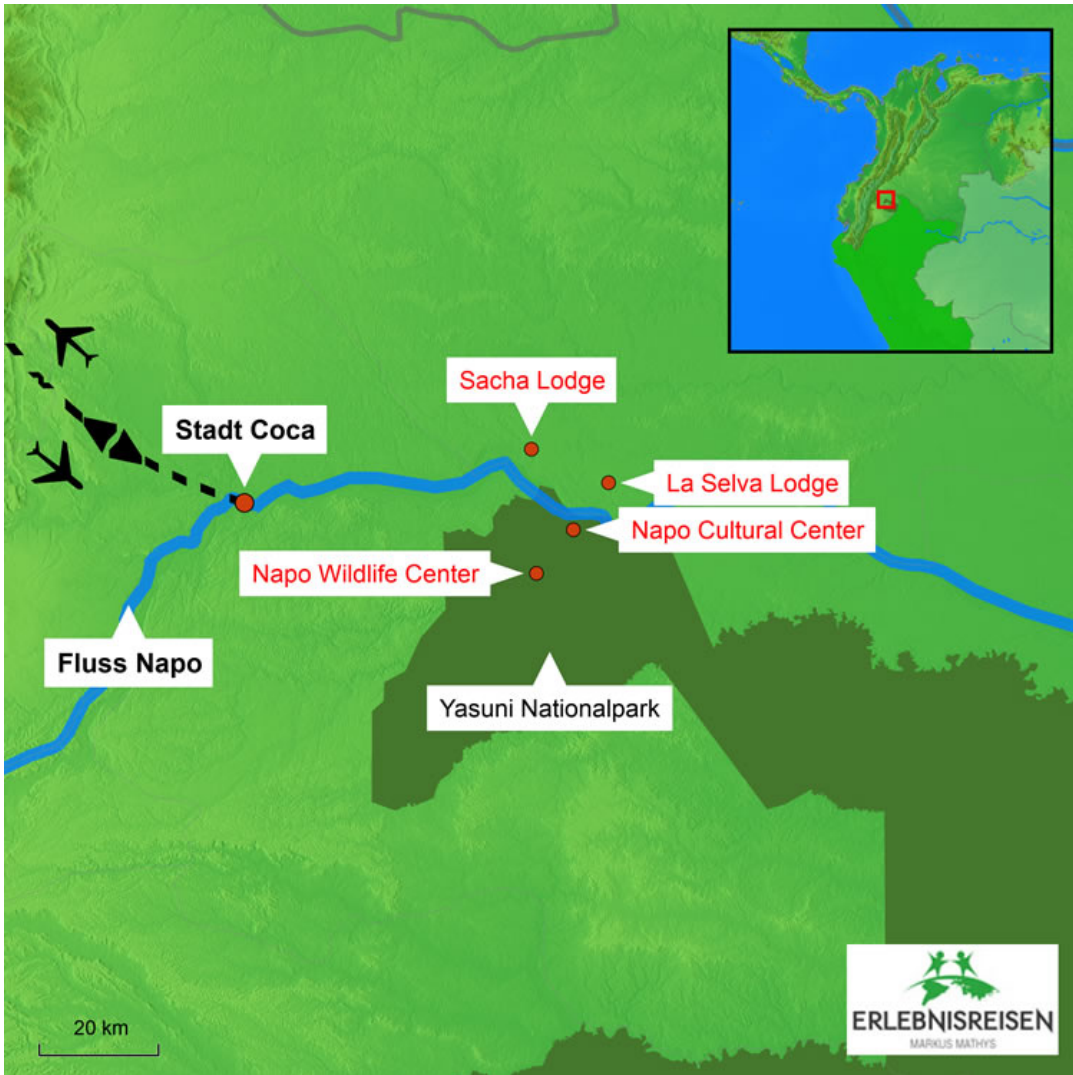 Sacha Lodge
Stadt Coca
La Selva Lodge
Napo Cultural Center
Napo Wildlife Center
Fluss Napo
Yasuni Nationalpark
20 km
ERLEBNISREISEN
MARKUS MATHYS